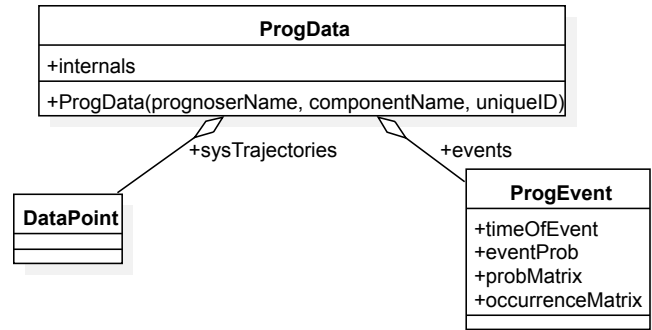 ProgData
+internals
+ProgData(prognoserName, componentName, uniqueID)
+sysTrajectories
+events
DataPoint
ProgEvent
+timeOfEvent
+eventProb
+probMatrix
+occurrenceMatrix